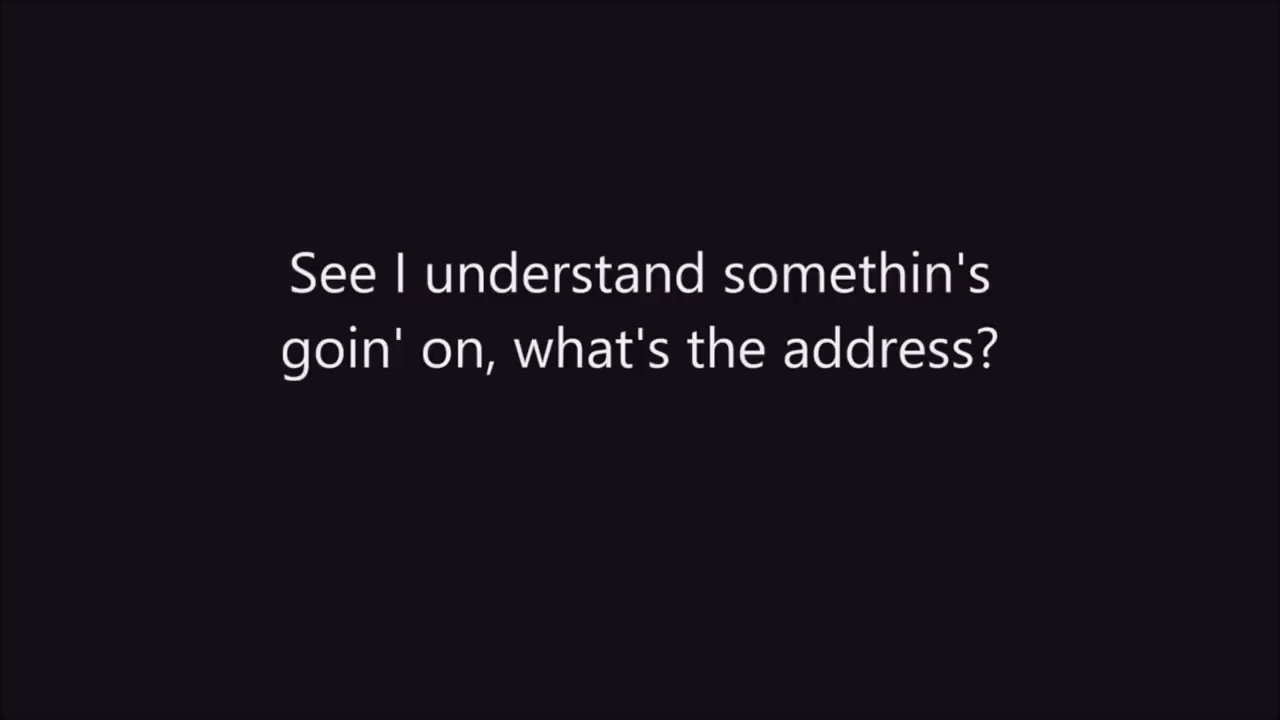 See I understand somethin's
goin' on, what's the address?